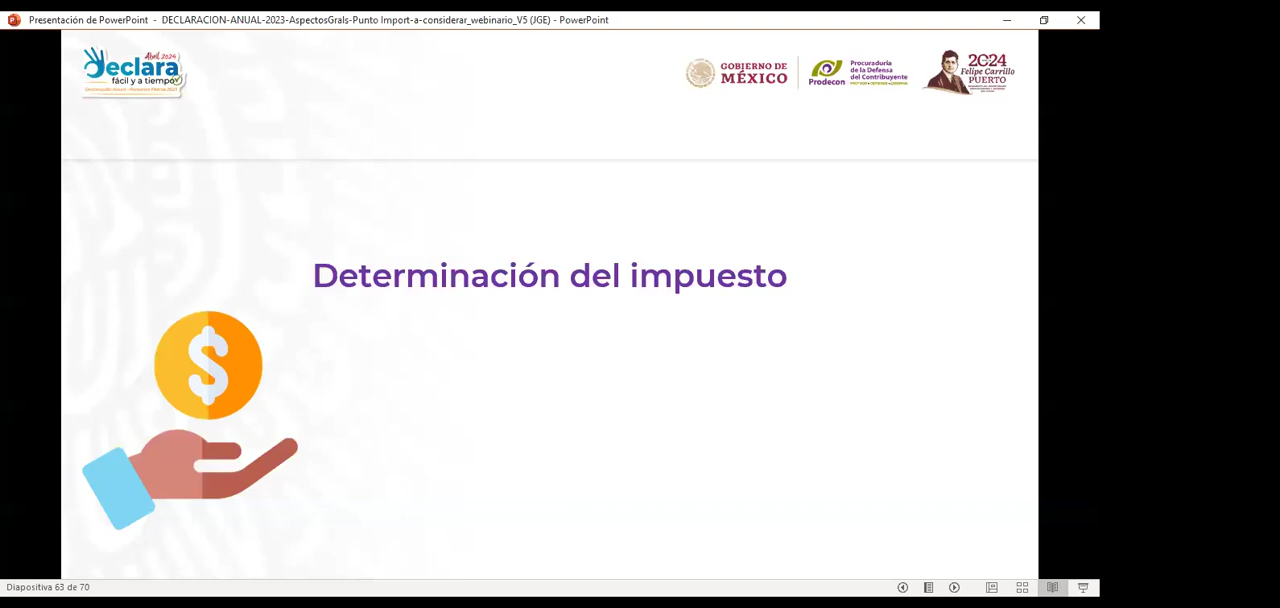 Presentación de PowerPoint - DECLARACION-ANUAL-2023-AspectosGrals-Punto Import-a-considerar_webinario_V5 (JGE) - PowerPoint
Abril 2024
Declara
fácil y a tiempo
GOBIERNO DE
MÉXICO
Prodecon
Procuraduría
de la Defensa
del Contribuyente
2024
Felipe Carrillo
PUERTO
Determinación del impuesto
$
Diapositiva 63 de 70